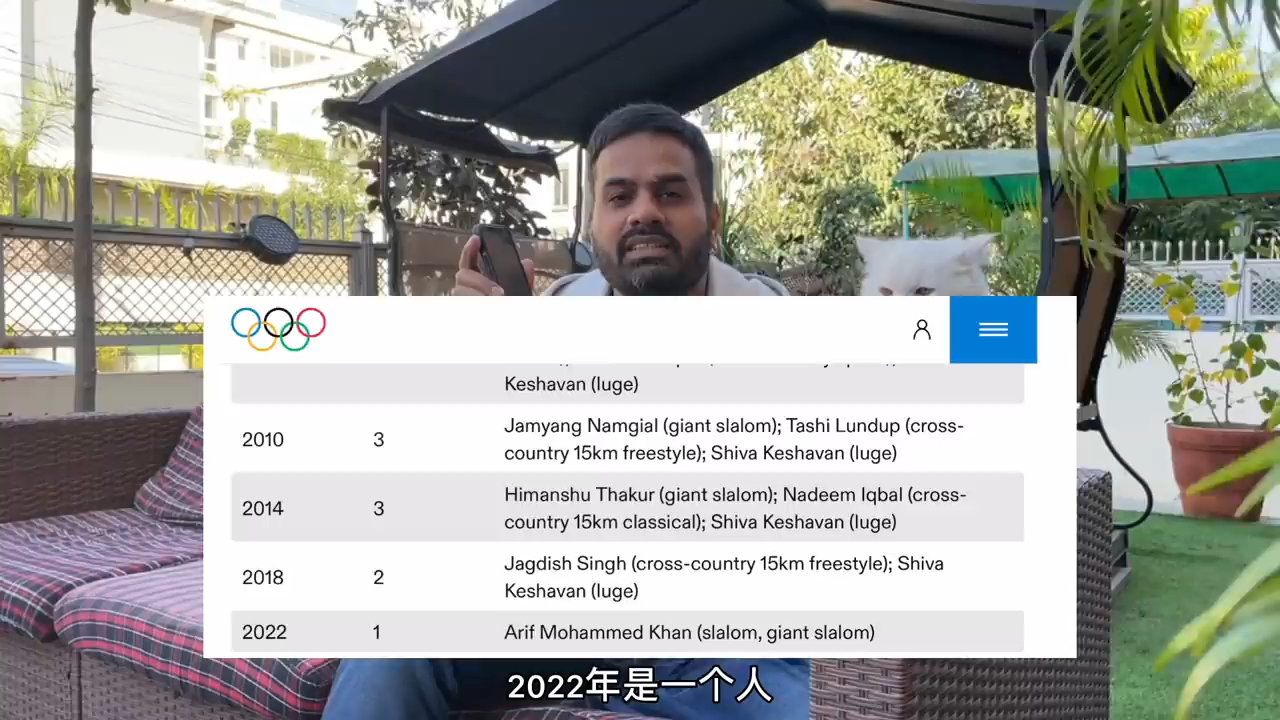 Keshavan (luge)
2010 3 Jamyang Namgial (giant slalom); Tashi Lundup (cross-
country 15km freestyle); Shiva Keshavan (luge)
2014 3 Himanshu Thakur (giant slalom); Nadeem Iqbal (cross-
country 15km classical); Shiva Keshavan (luge)
2018 2 Jagdish Singh (cross-country 15km freestyle); Shiva
Keshavan (luge)
2022 1 Arif Mohammed Khan (slalom, giant slalom)
2022年是一个人